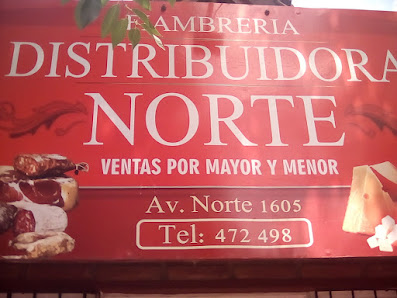 FIAMBRERIA
DISTRIBUIDORA
NORTE
VENTAS POR MAYOR Y MENOR
Av. Norte 1605
Tel: 472 498